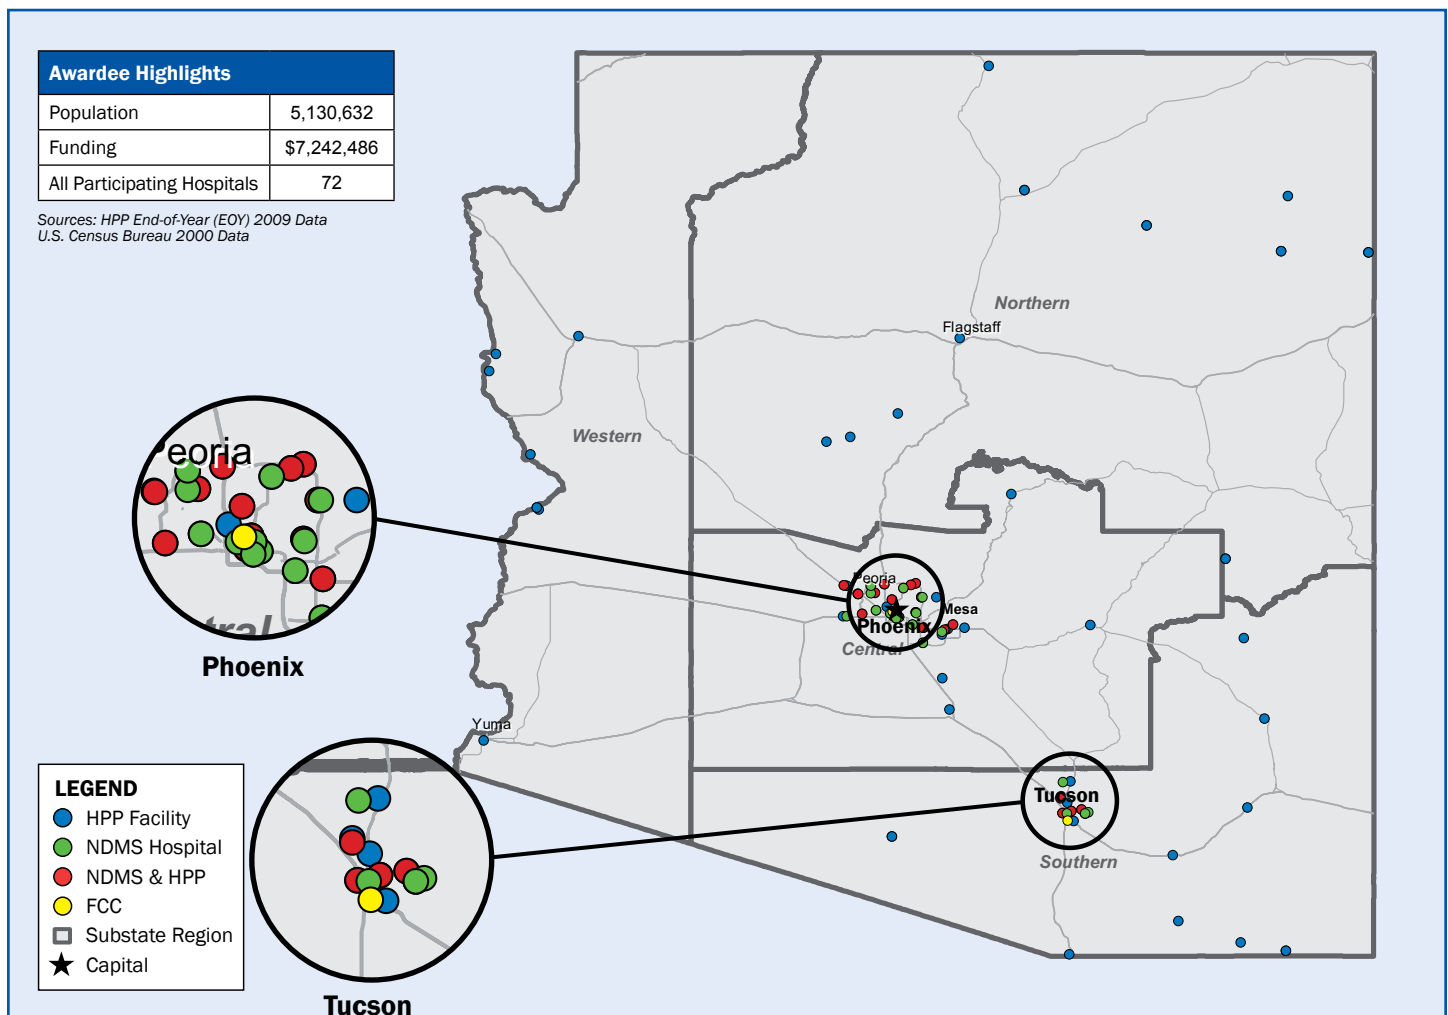 Awardee Highlights
Population 5,130,632
Funding $7,242,486
All Participating Hospitals 72
Sources: HPP End-of-Year (EOY) 2009 Data
U.S. Census Bureau 2000 Data
Northern
Flagstaff
Western
Peoria
Mesa
Phoenix
Central
Yuma
Tucson
Southern
Peoria
tral
Phoenix
Tucson
LEGEND
HPP Facility
NDMS Hospital
NDMS & HPP
FCC
Substate Region
Capital